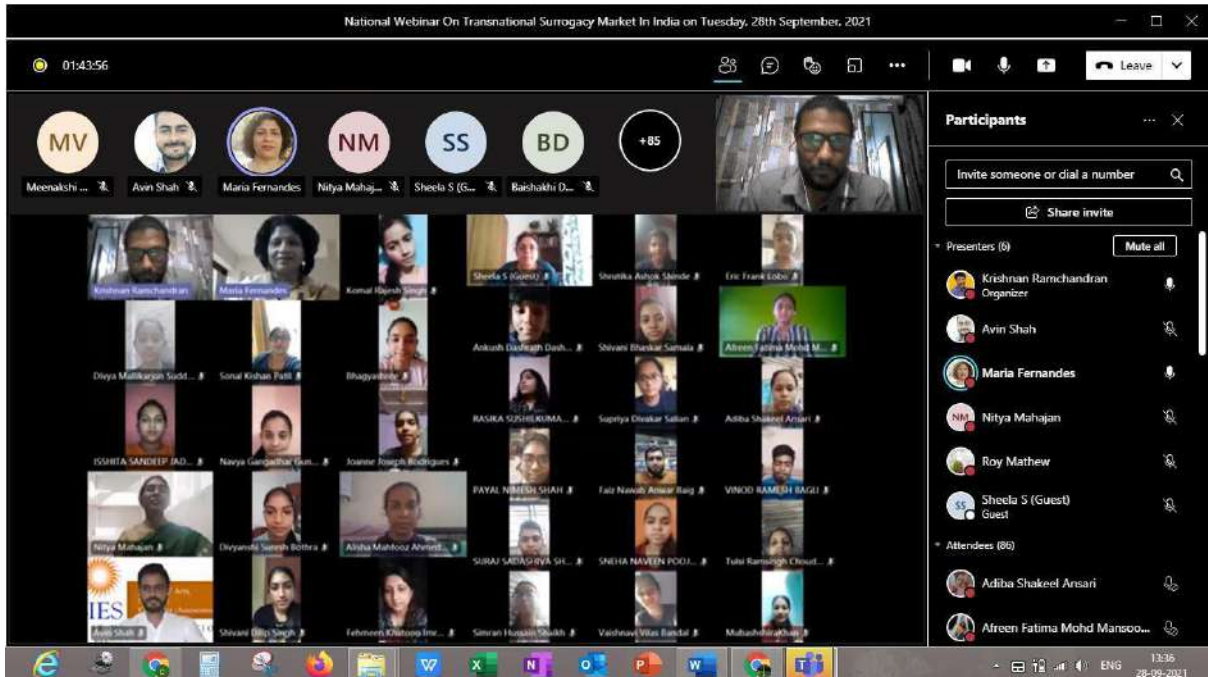 National Webinar On Transnational Surrogacy Market In India on Tuesday, 28th September, 2021
01:43:56
Leave
MV
NM
SS
BD
+85
Meenakshi ...
Avin Shah
Maria Fernandes
Nitya Mahaj...
Sheela S (G...
Baishakhi D...
Krishnan Ramchandran
Maria Fernandes
Komal Rajesh Singh
Sheela S (Guest)
Shrutika Ashok Shinde
Eric Frank Lobo
Divya Mallikarjun Sudd...
Sonal Kishan Patil
Bhagyashree
Ankush Dashrath Dash...
Shivani Bhaskar Samala
Afreen Fatima Mohd M...
RASIKA SUSHILKUMA...
Supriya Divakar Salian
Adiba Shakeel Ansari
ISSHITA SANDEEP JAD...
Navya Gangadhar Gun...
Joanne Joseph Rodrigues
PAYAL NIMESH SHAH
Faiz Nawab Anwar Baig
VINOD RAMESH BAGLI
Nitya Mahajan
Divyanshi Suresh Bothra
Alisha Mahfooz Ahmed...
SURAJ SADASHIVA SH...
SNEHA NAVEEN POOJ...
Tulsi Ramsingh Choud...
IES
Arts,
Avin Shah
Shivani Dilip Singh
Fehmeen Khatoon Imr...
Simran Hussain Shaikh
Vaishnavi Vilas Bandal
MubashshiraKhan
Participants
Invite someone or dial a number
Share invite
Presenters (6)
Mute all
Krishnan Ramchandran
Organizer
Avin Shah
Maria Fernandes
NM
Nitya Mahajan
Roy Mathew
SS
Sheela S (Guest)
Guest
Attendees (86)
Adiba Shakeel Ansari
Afreen Fatima Mohd Mansoo...
ENG
13:36
28-09-2021